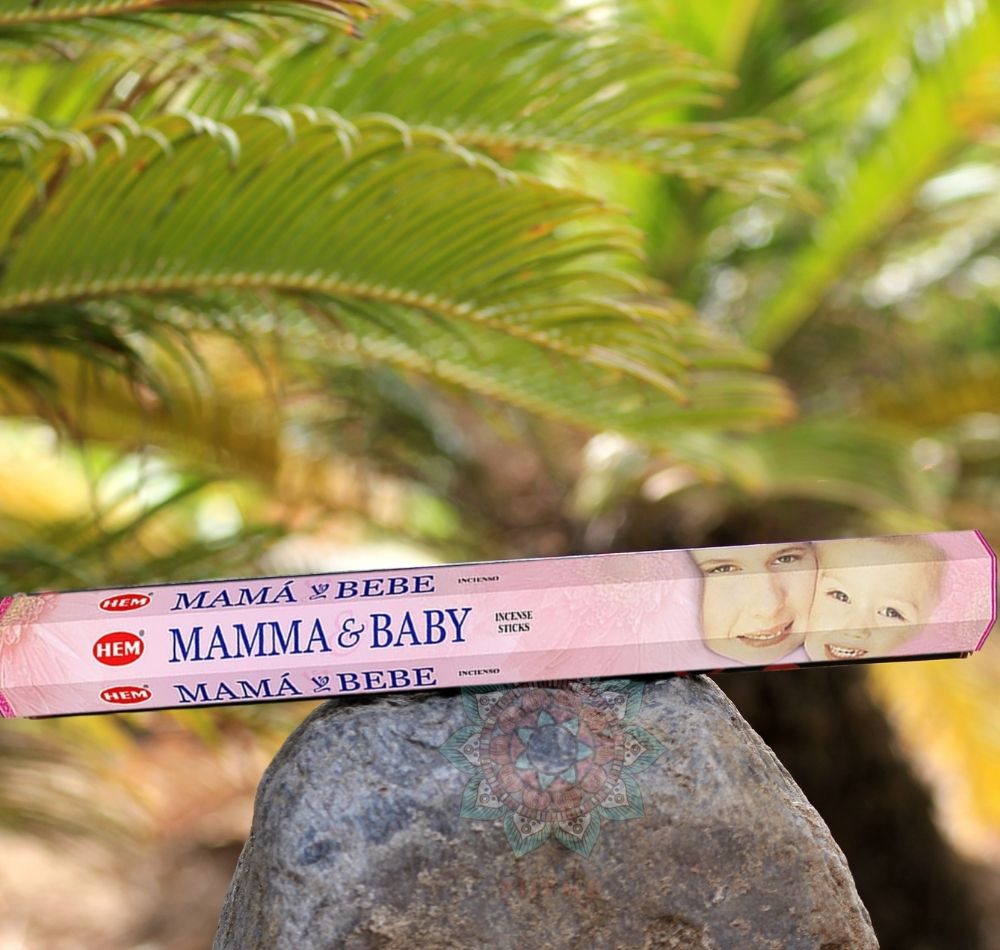 HEM® MAMÁ y BEBE INCIENSO
HEM® MAMMA & BABY INCENSE
STICKS
HEM® MAMÁ y BEBE INCIENSO